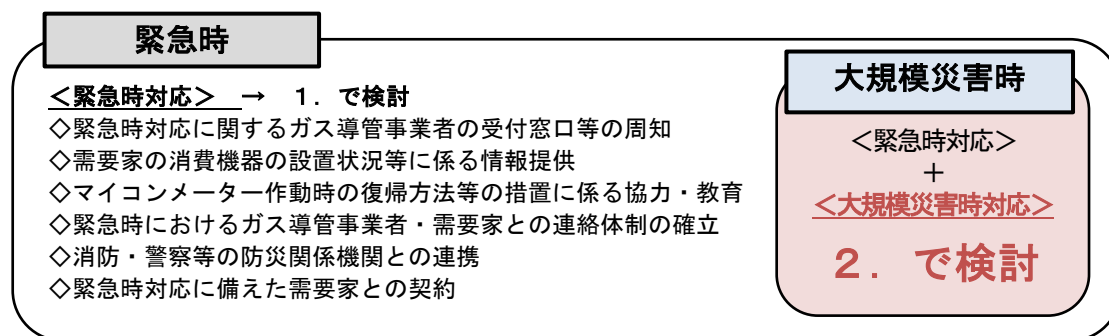 緊急時
＜緊急時対応＞ → １．で検討
◇緊急時対応に関するガス導管事業者の受付窓口等の周知
◇需要家の消費機器の設置状況等に係る情報提供
◇マイコンメーター作動時の復帰方法等の措置に係る協力・教育
◇緊急時におけるガス導管事業者・需要家との連絡体制の確立
◇消防・警察等の防災関係機関との連携
◇緊急時対応に備えた需要家との契約
大規模災害時
＜緊急時対応＞
＋
＜大規模災害時対応＞
２．で検討